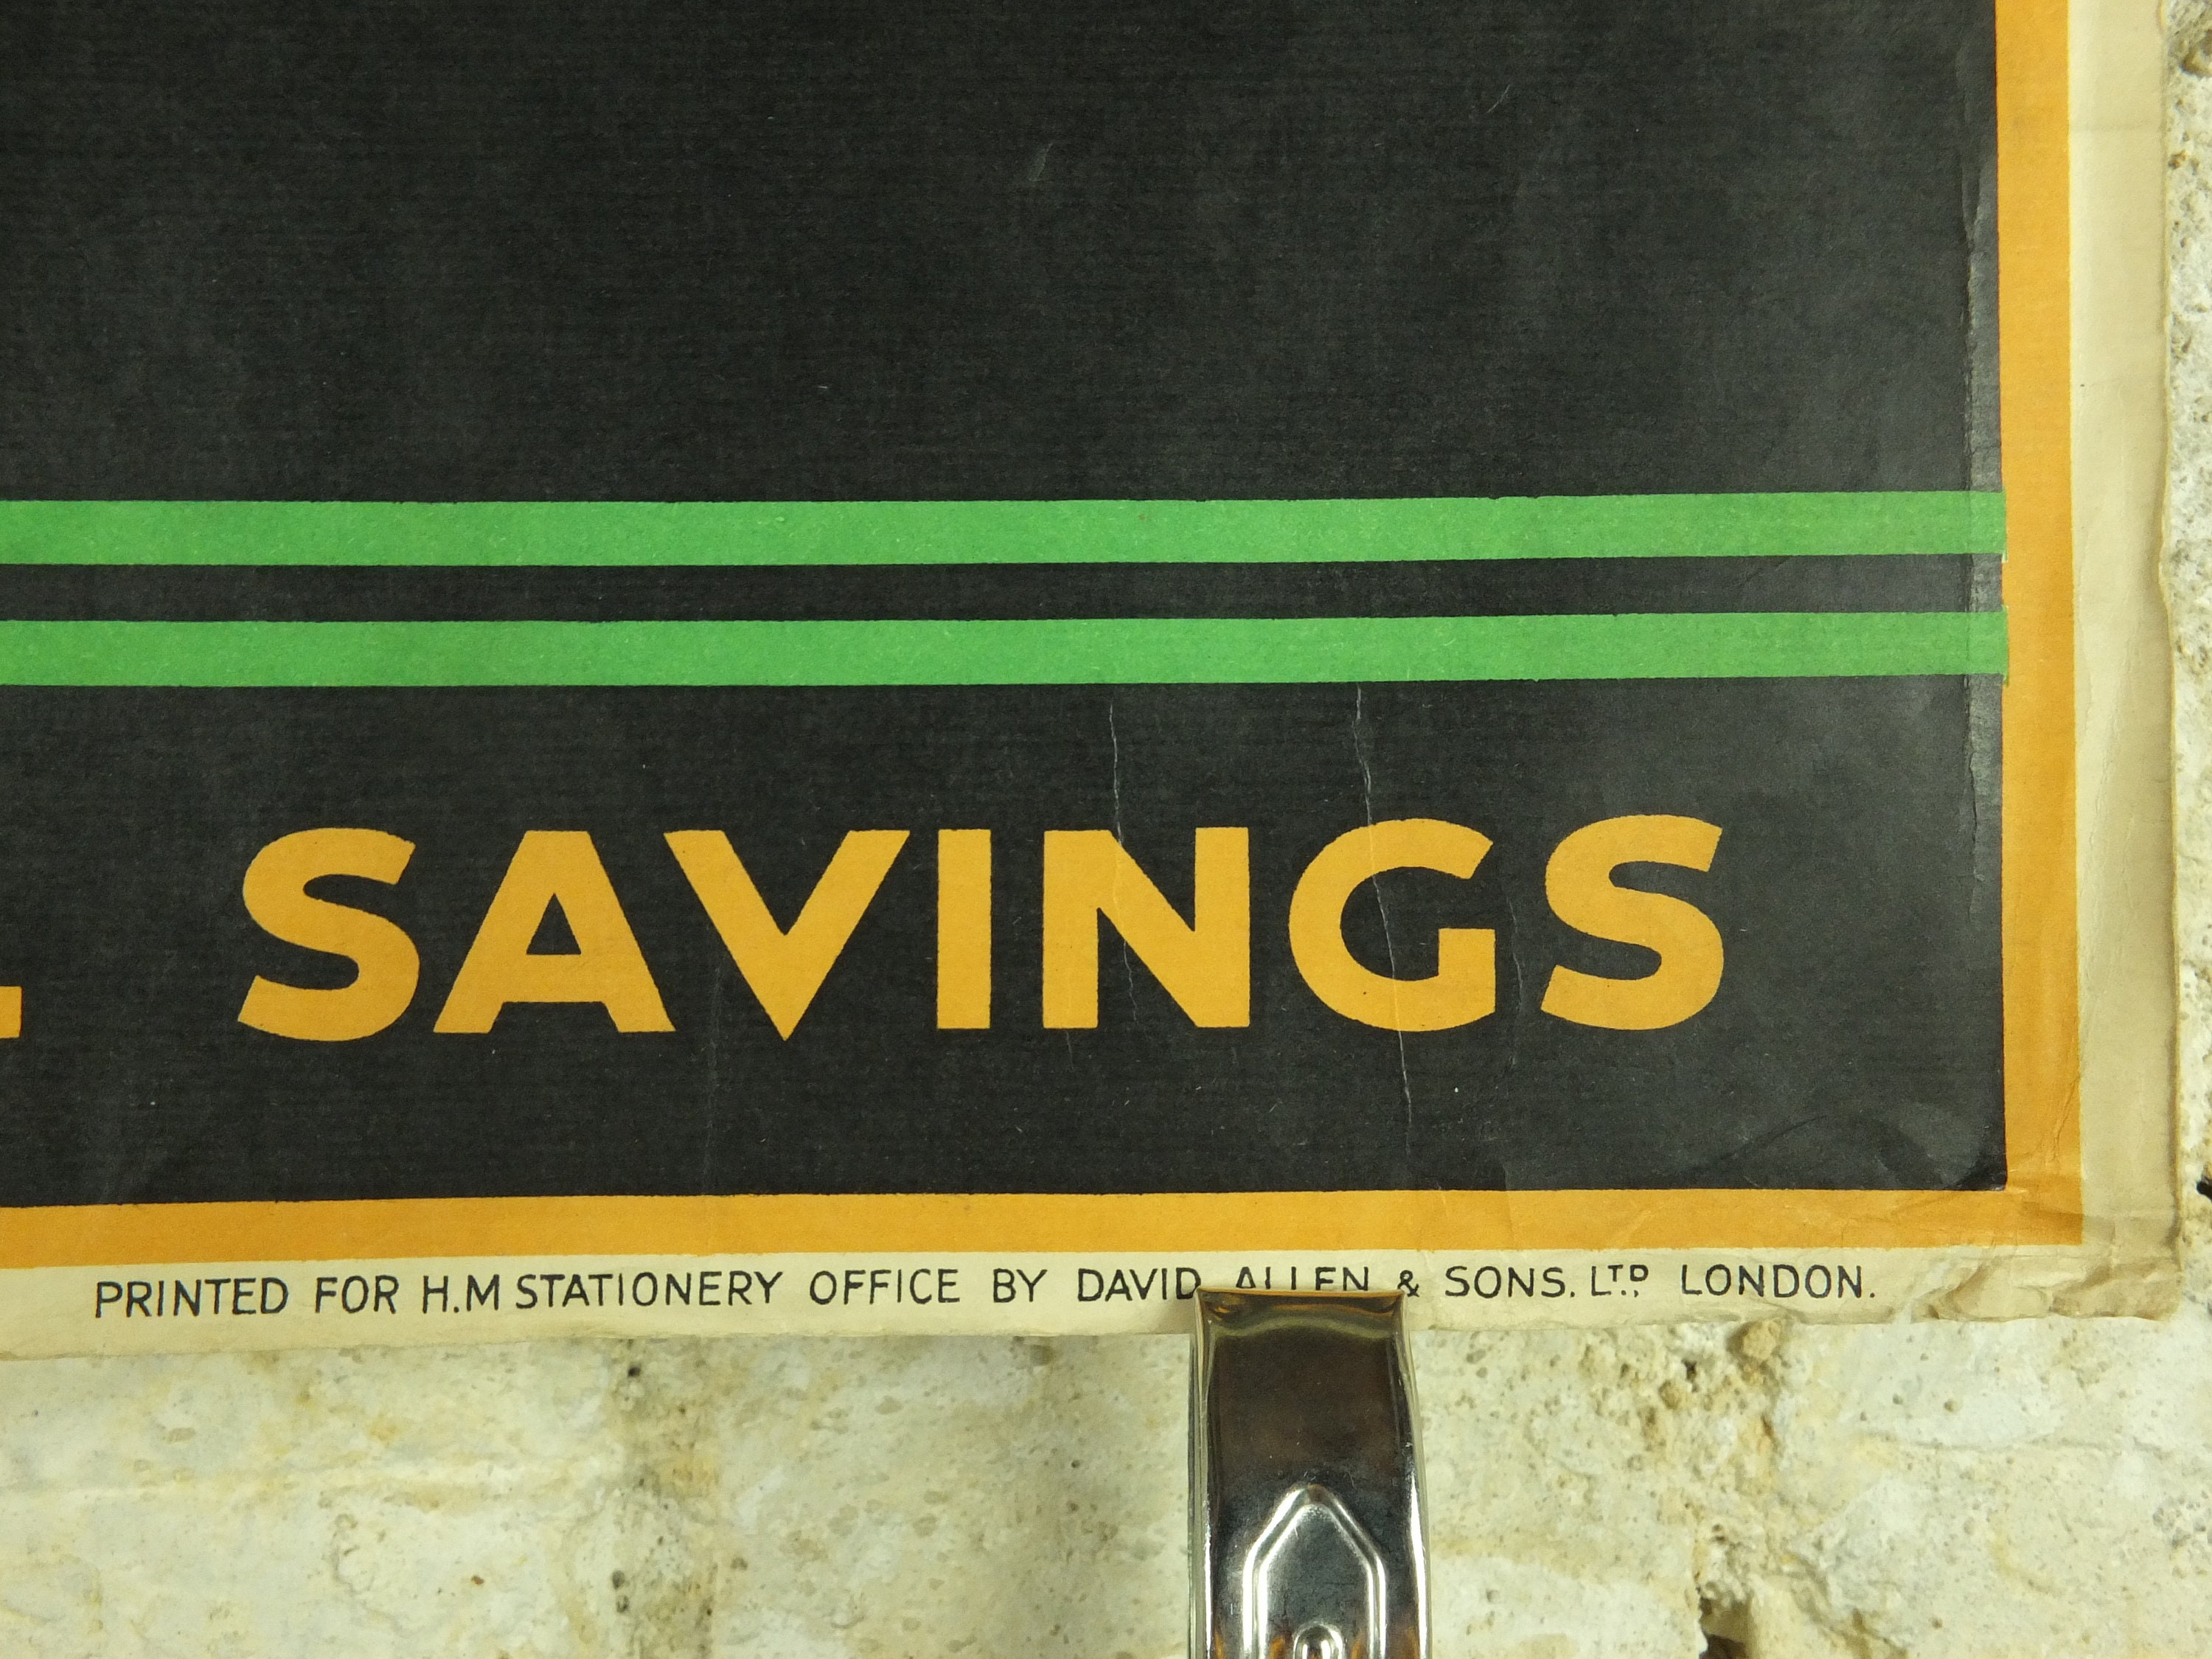 SAVINGS
PRINTED FOR H.M STATIONERY OFFICE BY DAVID ALLEN & SONS. LTD LONDON.